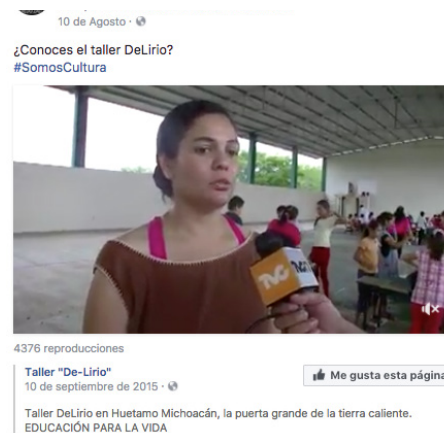 10 de Agosto ·
¿Conoces el taller DeLirio?
#SomosCultura
TVC
4376 reproducciones
Taller "De-Lirio"
10 de septiembre de 2015 ·
Me gusta esta página
Taller DeLirio en Huetamo Michoacán, la puerta grande de la tierra caliente.
EDUCACIÓN PARA LA VIDA